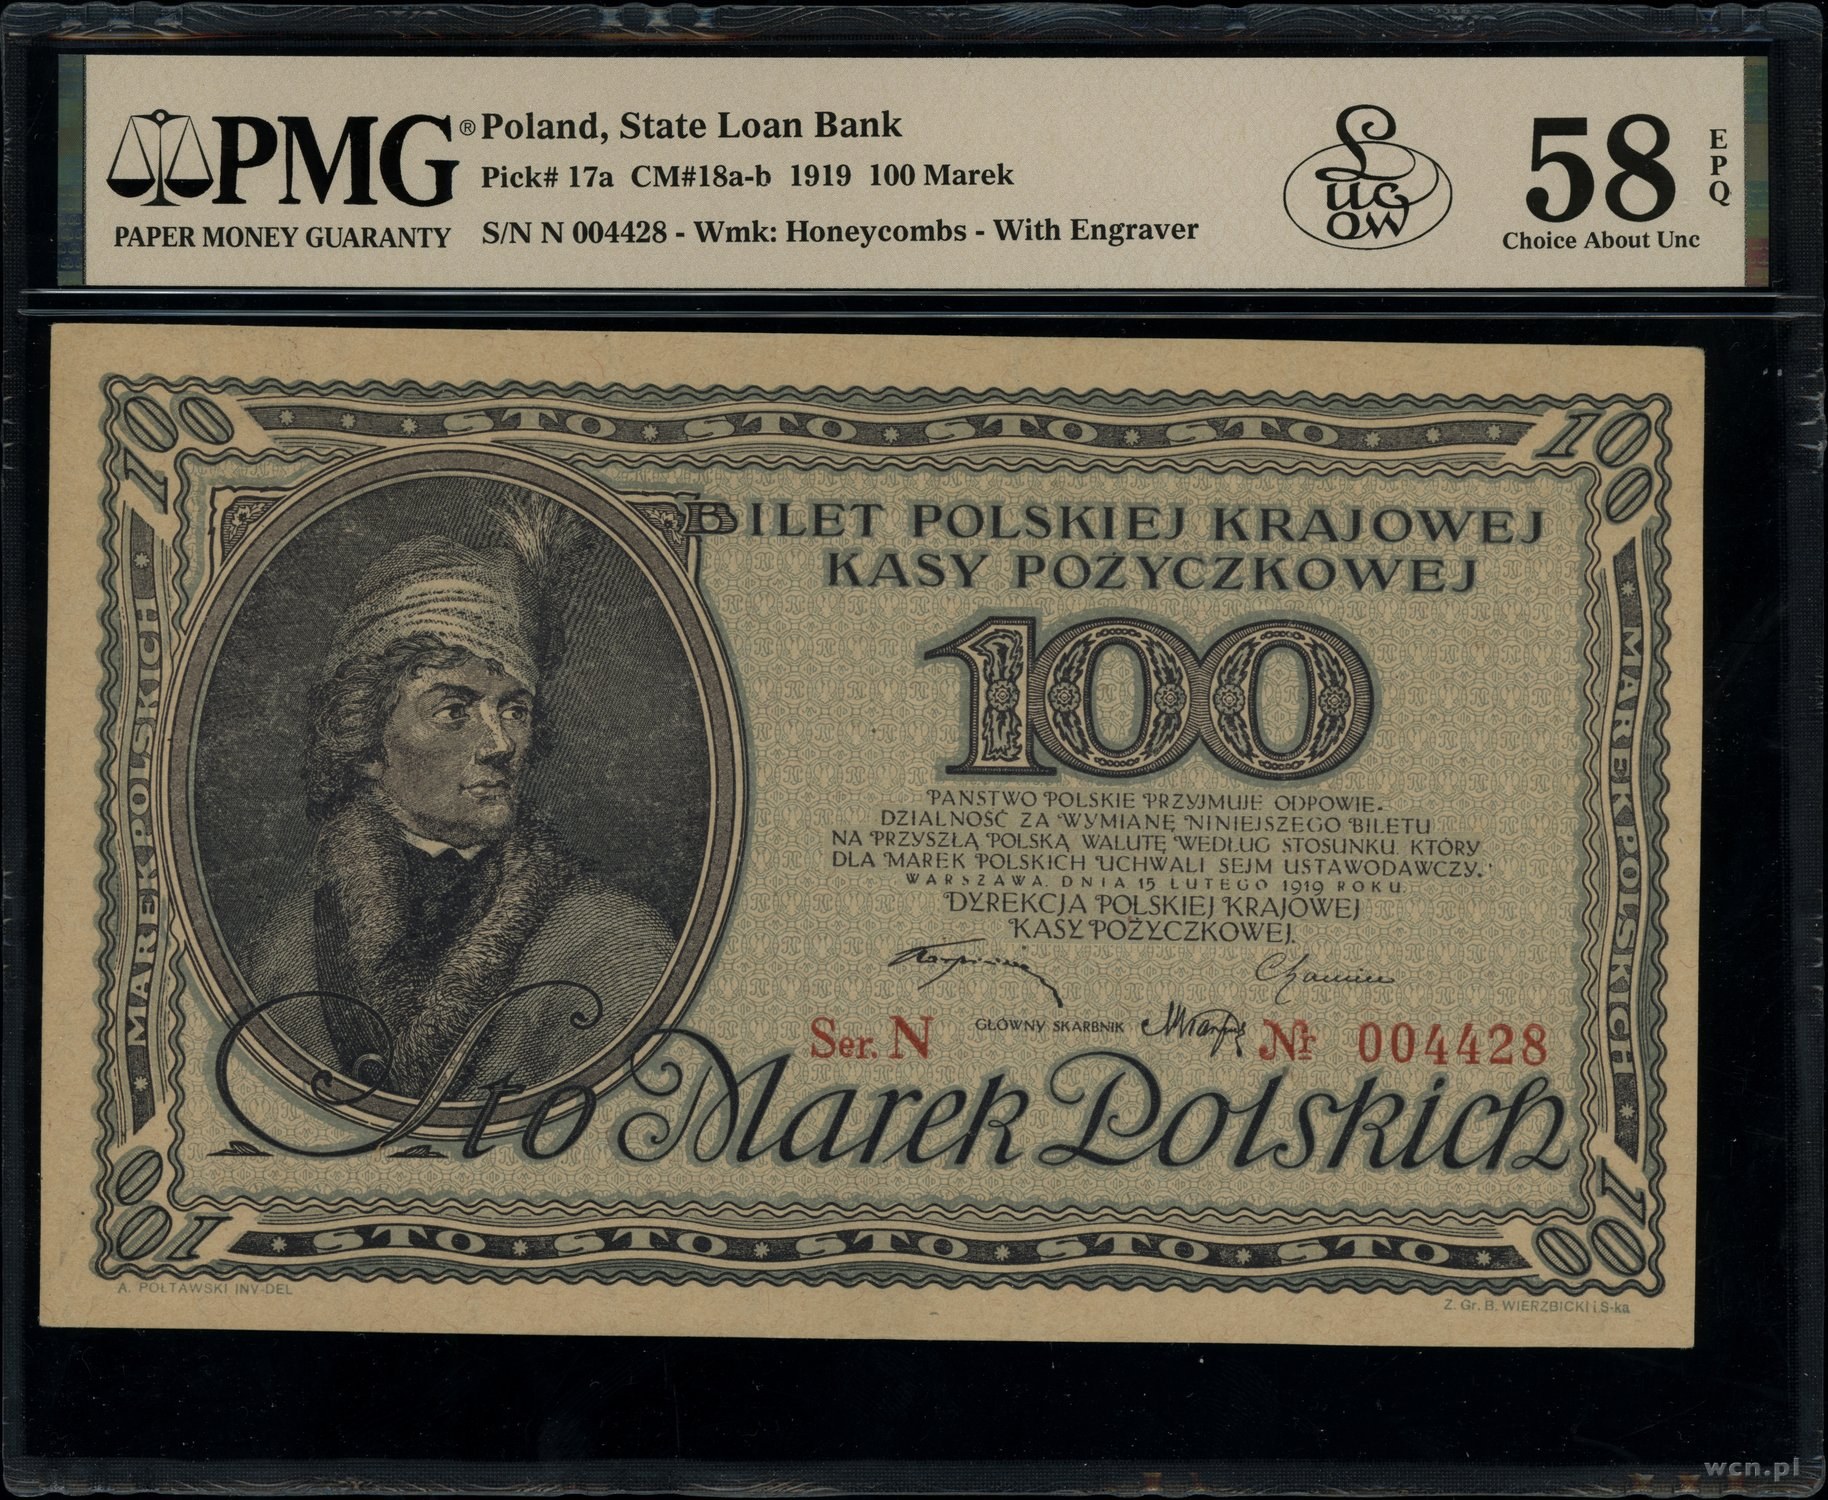 PMG® Poland, State Loan Bank
Pick# 17a CM#18a-b 1919 100 Marek
PAPER MONEY GUARANTY
S/N N 004428 - Wmk: Honeycombs - With Engraver
Lucow
58
EPQ
Choice About Unc
100 * * * STO * STO * STO * STO * * * 100
* MAREK POLSKICH *
* MAREK POLSKICH *
BILET POLSKIEJ KRAJOWEJ
KASY POŻYCZKOWEJ
100
PAŃSTWO POLSKIE PRZYJMUJE ODPOWIE-
DZIALNOŚĆ ZA WYMIANĘ NINIEJSZEGO BILETU
NA PRZYSZŁĄ POLSKĄ WALUTĘ WEDŁUG STOSUNKU, KTÓRY
DLA MAREK POLSKICH UCHWALI SEJM USTAWODAWCZY.
WARSZAWA, DNIA 15 LUTEGO 1919 ROKU.
DYREKCJA POLSKIEJ KRAJOWEJ
KASY POŻYCZKOWEJ.
Ser. N GŁÓWNY SKARBNIK Nr 004428
Sto Marek Polskich
100 * STO * STO * STO * STO * STO * 100
A. PÓŁTAWSKI INV-DEL
Z. Gr. B. WIERZBICKI i S-ka
wcn.pl